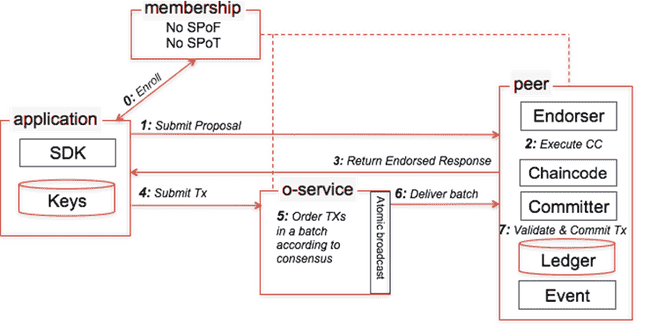 membership
No SPoF
No SPoT
0: Enroll
application
SDK
Keys
1: Submit Proposal
3: Return Endorsed Response
4: Submit Tx
o-service
5: Order TXs
in a batch
according to
consensus
Atomic broadcast
6: Deliver batch
peer
Endorser
2: Execute CC
Chaincode
Committer
7: Validate & Commit Tx
Ledger
Event